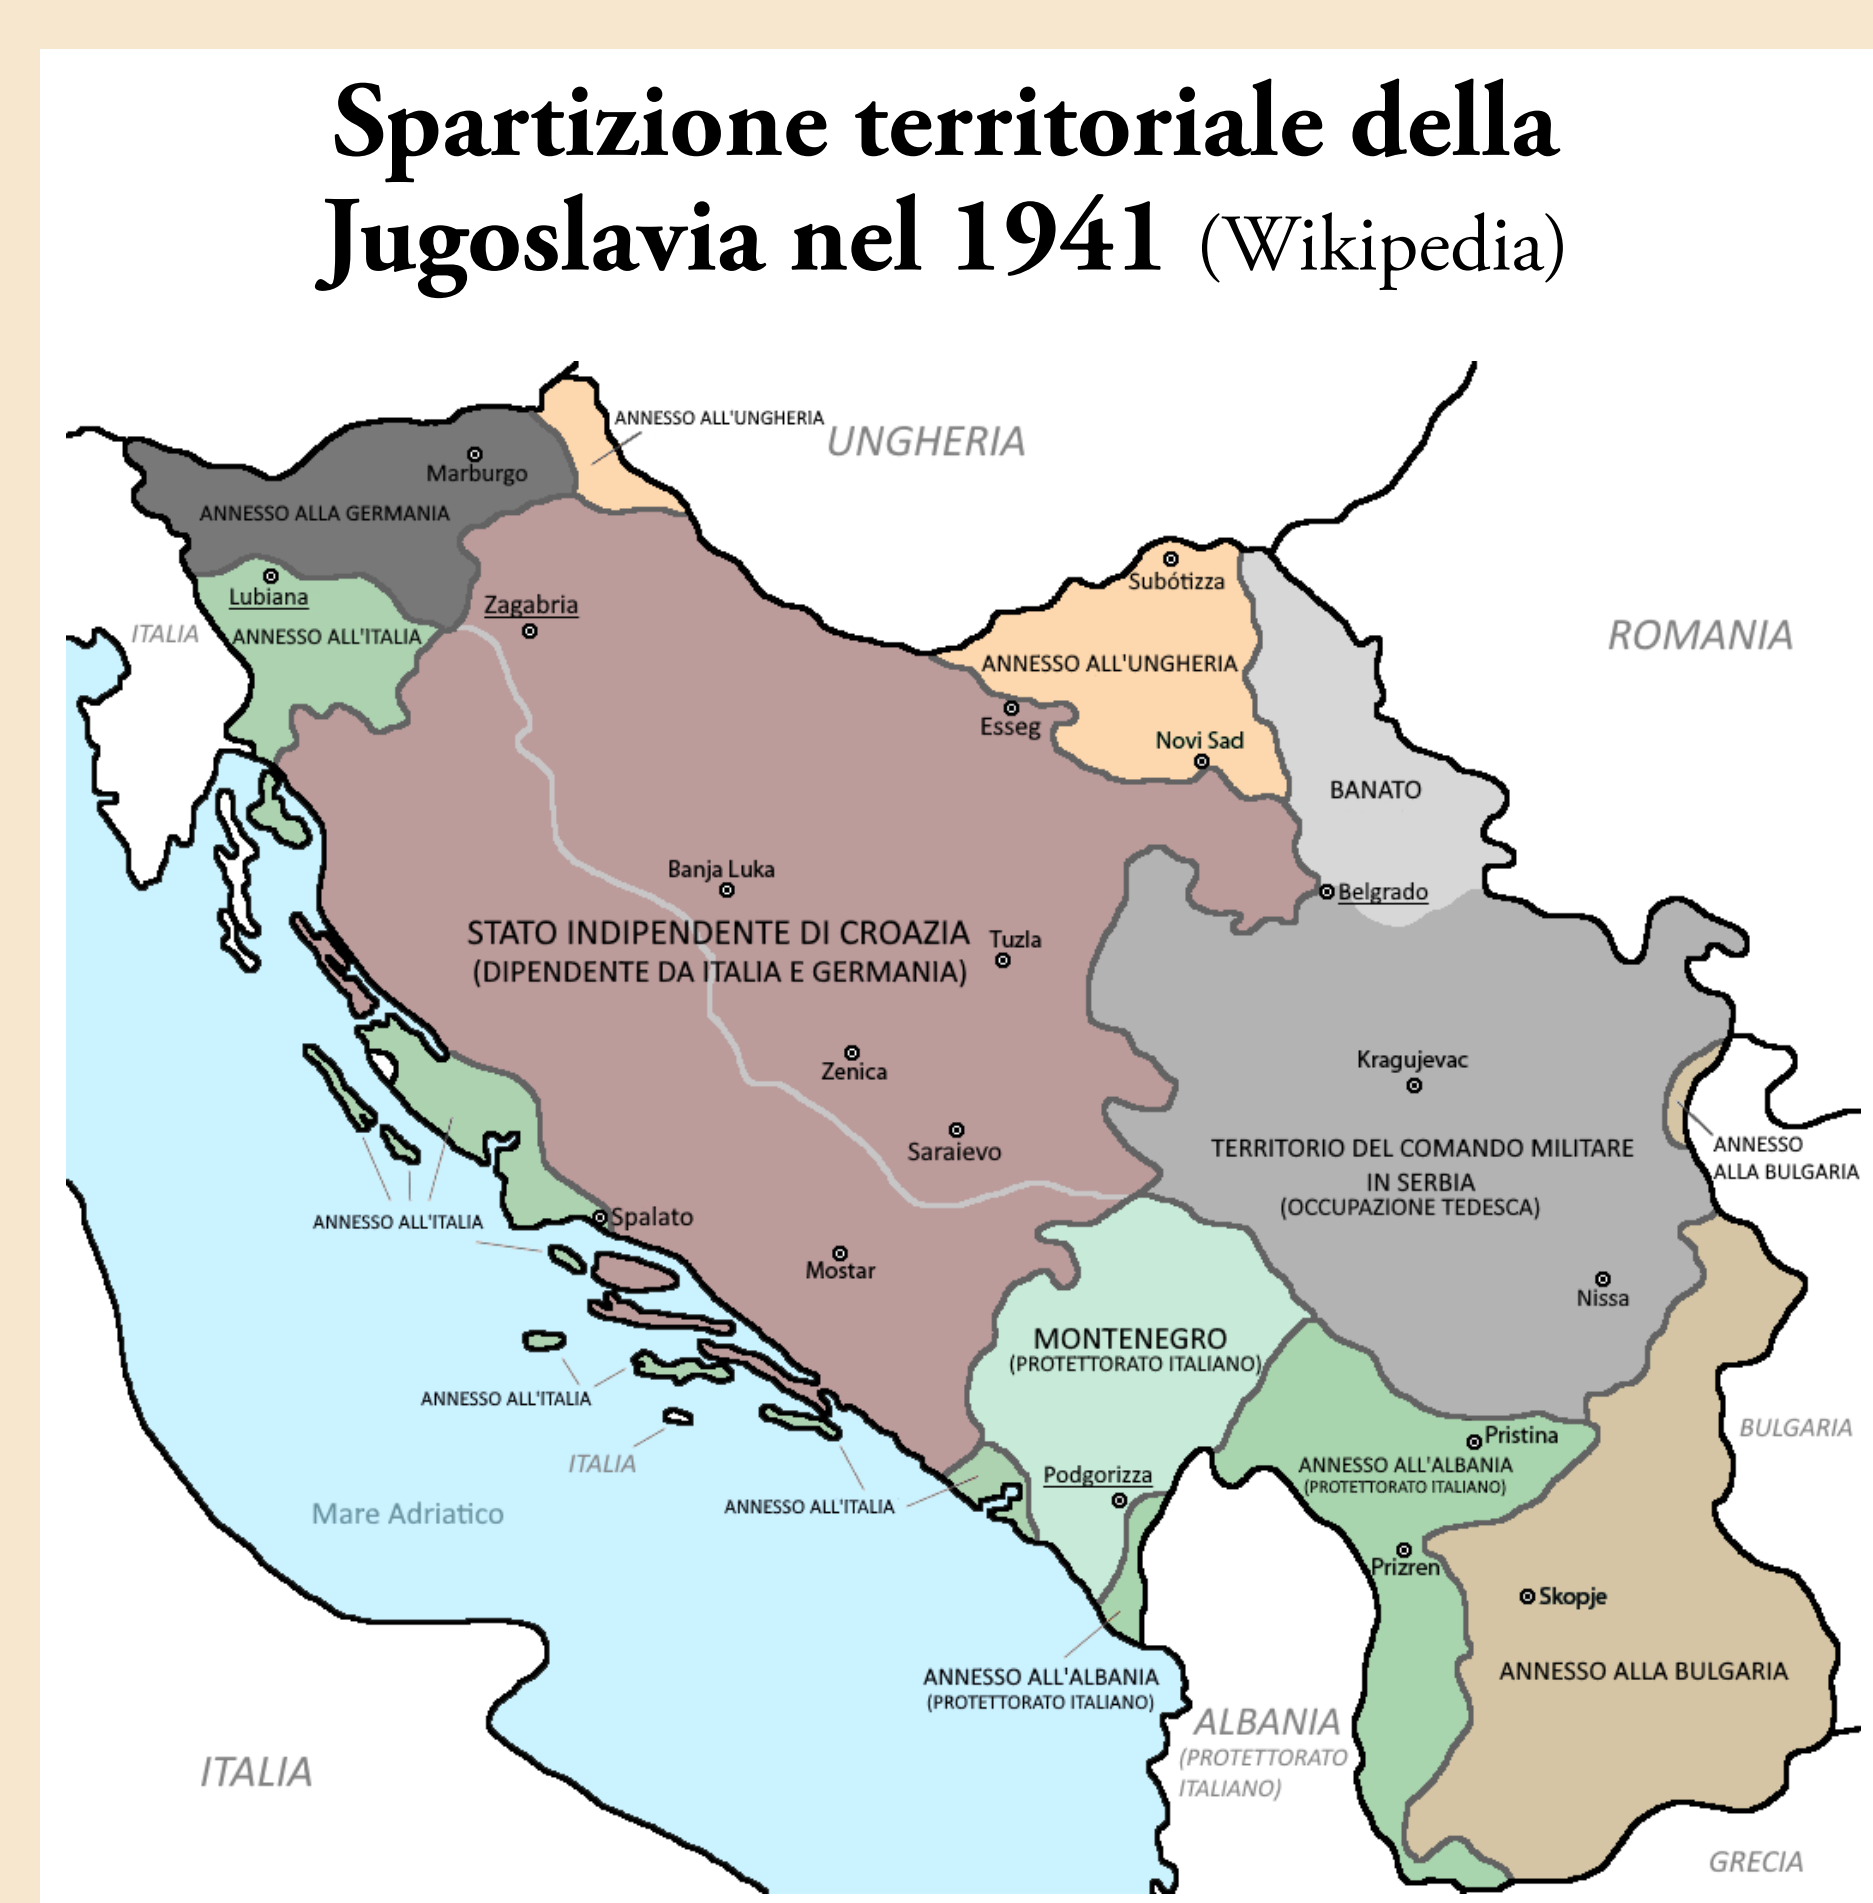 Spartizione territoriale della
Jugoslavia nel 1941 (Wikipedia)
ANNESSO ALL'UNGHERIA
UNGHERIA
Marburgo
ANNESSO ALLA GERMANIA
Subótizza
Lubiana
Zagabria
ITALIA
ANNESSO ALL'ITALIA
ROMANIA
ANNESSO ALL'UNGHERIA
Esseg
Novi Sad
BANATO
Banja Luka
Belgrado
STATO INDIPENDENTE DI CROAZIA
(DIPENDENTE DA ITALIA E GERMANIA)
Tuzla
Zenica
Kragujevac
Saraievo
TERRITORIO DEL COMANDO MILITARE
IN SERBIA
(OCCUPAZIONE TEDESCA)
ANNESSO
ALLA BULGARIA
ANNESSO ALL'ITALIA
Spalato
Mostar
Nissa
MONTENEGRO
(PROTETTORATO ITALIANO)
ANNESSO ALL'ITALIA
ITALIA
BULGARIA
Pristina
ANNESSO ALL'ALBANIA
(PROTETTORATO ITALIANO)
Podgorizza
ANNESSO ALL'ITALIA
Mare Adriatico
Prizren
Skopje
ANNESSO ALLA BULGARIA
ANNESSO ALL'ALBANIA
(PROTETTORATO ITALIANO)
ALBANIA
(PROTETTORATO
ITALIANO)
ITALIA
GRECIA